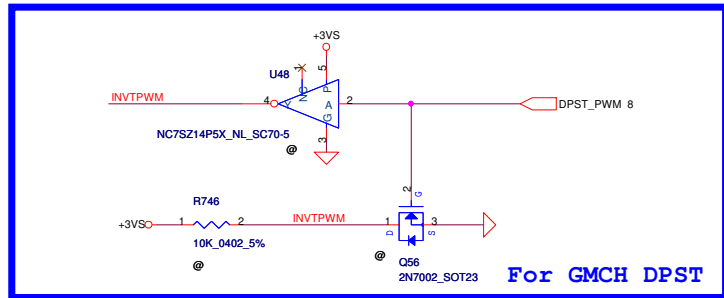 +3VS
U48
1
NC
5
P
INVTPWM
4
Y
A
2
DPST_PWM 8
G
3
NC7SZ14P5X_NL_SC70-5
@
R746
2
G
+3VS
1
2
INVTPWM
1
3
D
S
10K_0402_5%
@
@
Q56
2N7002_SOT23
For GMCH DPST